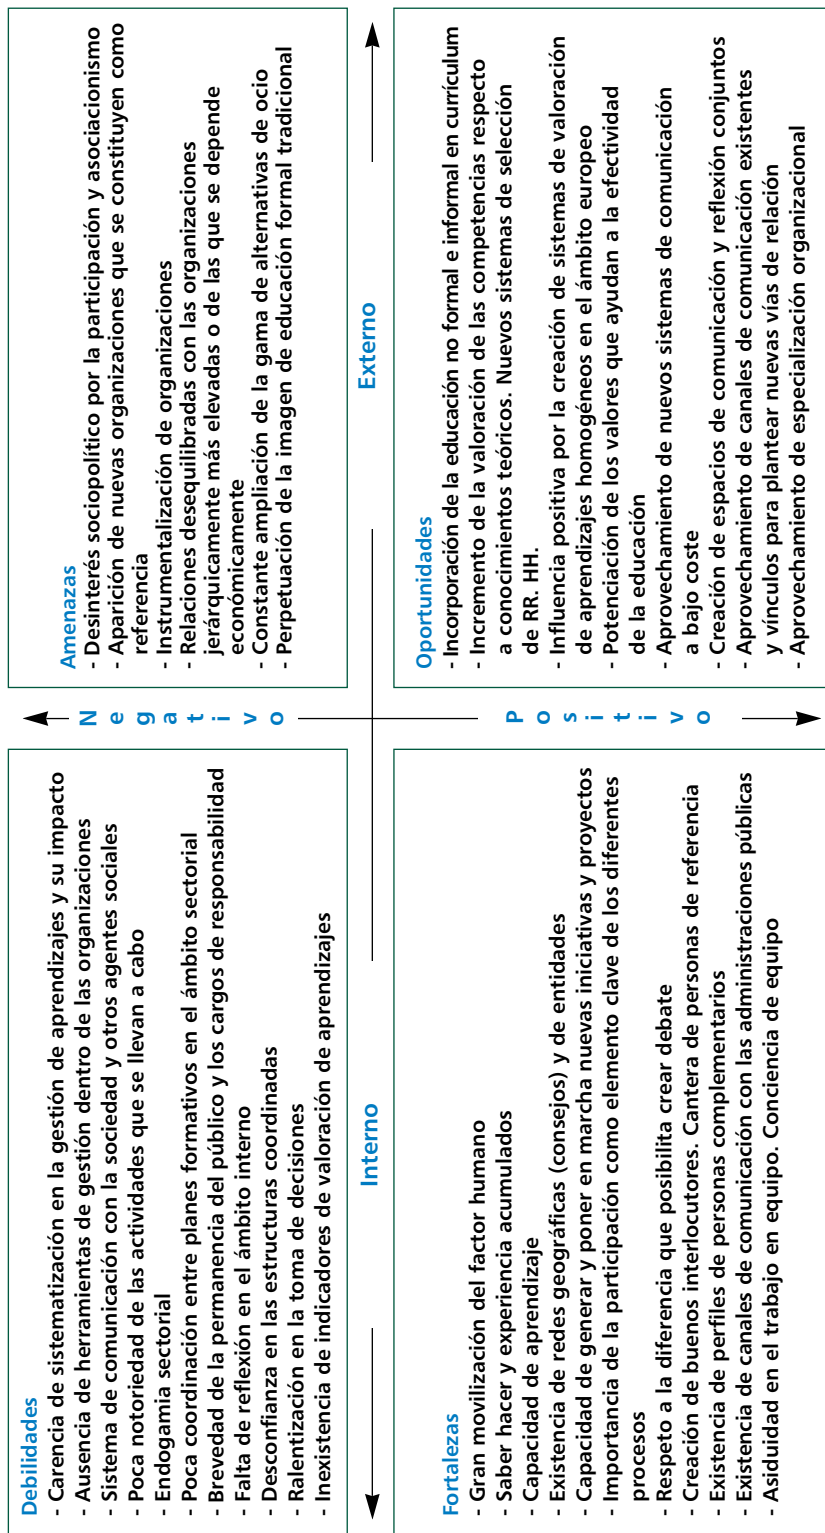 Debilidades
- Carencia de sistematización en la gestión de aprendizajes y su impacto
- Ausencia de herramientas de gestión dentro de las organizaciones
- Sistema de comunicación con la sociedad y otros agentes sociales
- Poca notoriedad de las actividades que se llevan a cabo
- Endogamia sectorial
- Poca coordinación entre planes formativos en el ámbito sectorial
- Brevedad de la permanencia del público y los cargos de responsabilidad
- Falta de reflexión en el ámbito interno
- Desconfianza en las estructuras coordinadas
- Ralentización en la toma de decisiones
- Inexistencia de indicadores de valoración de aprendizajes
Negativo
Amenazas
- Desinterés sociopolítico por la participación y asociacionismo
- Aparición de nuevas organizaciones que se constituyen como
referencia
- Instrumentalización de organizaciones
- Relaciones desequilibradas con las organizaciones
jerárquicamente más elevadas o de las que se depende
económicamente
- Constante ampliación de la gama de alternativas de ocio
- Perpetuación de la imagen de educación formal tradicional
Interno
Externo
Fortalezas
- Gran movilización del factor humano
- Saber hacer y experiencia acumulados
- Capacidad de aprendizaje
- Existencia de redes geográficas (consejos) y de entidades
- Capacidad de generar y poner en marcha nuevas iniciativas y proyectos
- Importancia de la participación como elemento clave de los diferentes
procesos
- Respeto a la diferencia que posibilita crear debate
- Creación de buenos interlocutores. Cantera de personas de referencia
- Existencia de perfiles de personas complementarios
- Existencia de canales de comunicación con las administraciones públicas
- Asiduidad en el trabajo en equipo. Conciencia de equipo
Positivo
Oportunidades
- Incorporación de la educación no formal e informal en currículum
- Incremento de la valoración de las competencias respecto
a conocimientos teóricos. Nuevos sistemas de selección
de RR. HH.
- Influencia positiva por la creación de sistemas de valoración
de aprendizajes homogéneos en el ámbito europeo
- Potenciación de los valores que ayudan a la efectividad
de la educación
- Aprovechamiento de nuevos sistemas de comunicación
a bajo coste
- Creación de espacios de comunicación y reflexión conjuntos
- Aprovechamiento de canales de comunicación existentes
y vínculos para plantear nuevas vías de relación
- Aprovechamiento de especialización organizacional